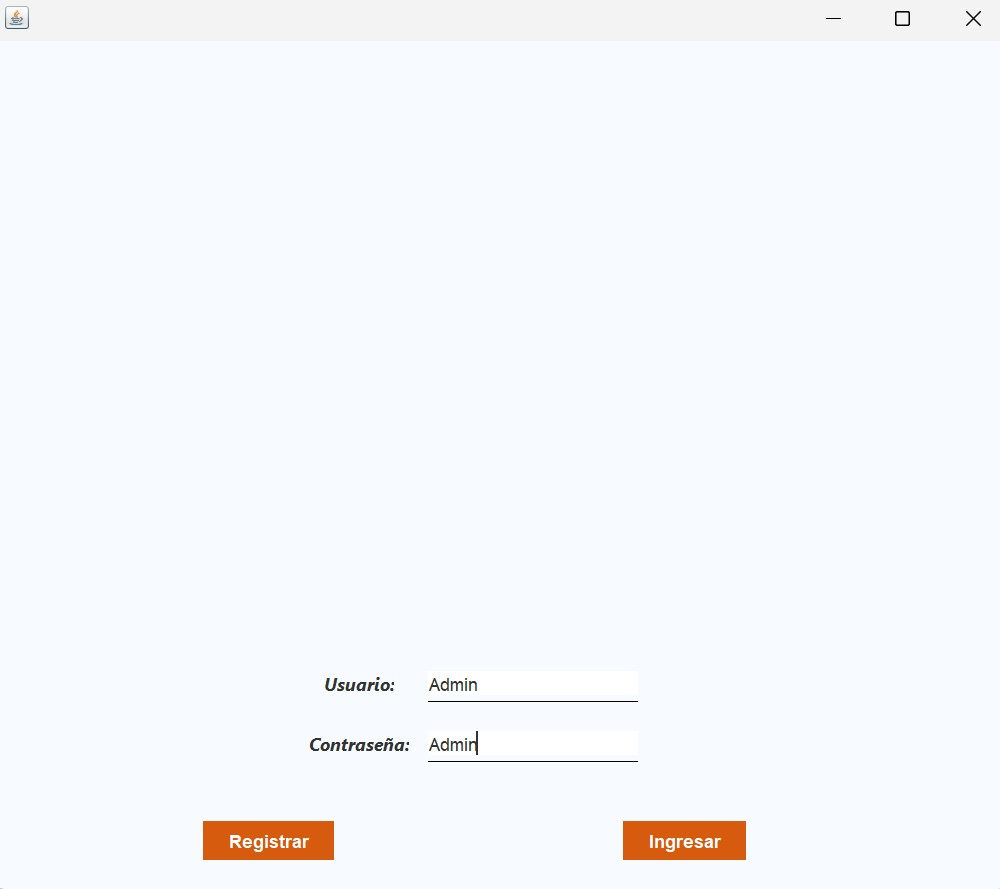 Usuario: Admin
Contraseña: Admin
Registrar Ingresar